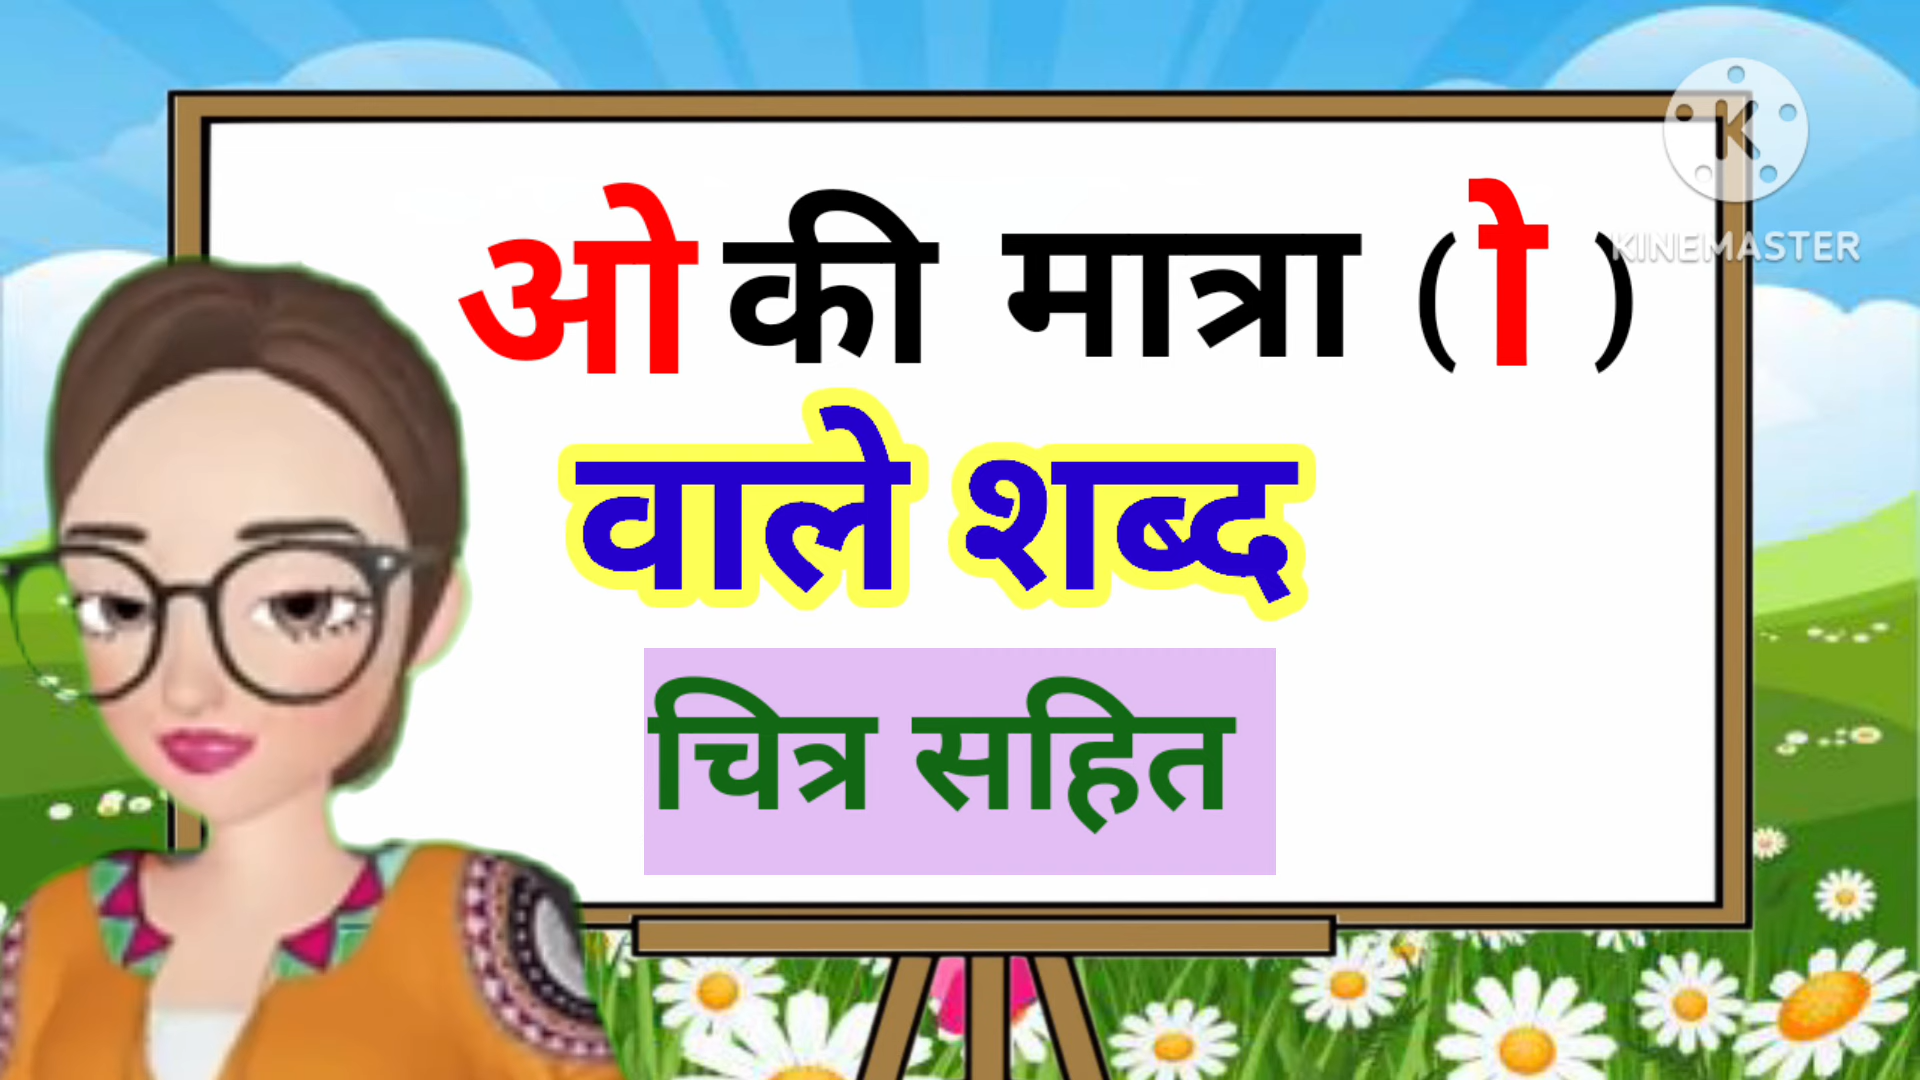 ओ की मात्रा ( ो )
KINEMASTER
वाले शब्द
चित्र सहित